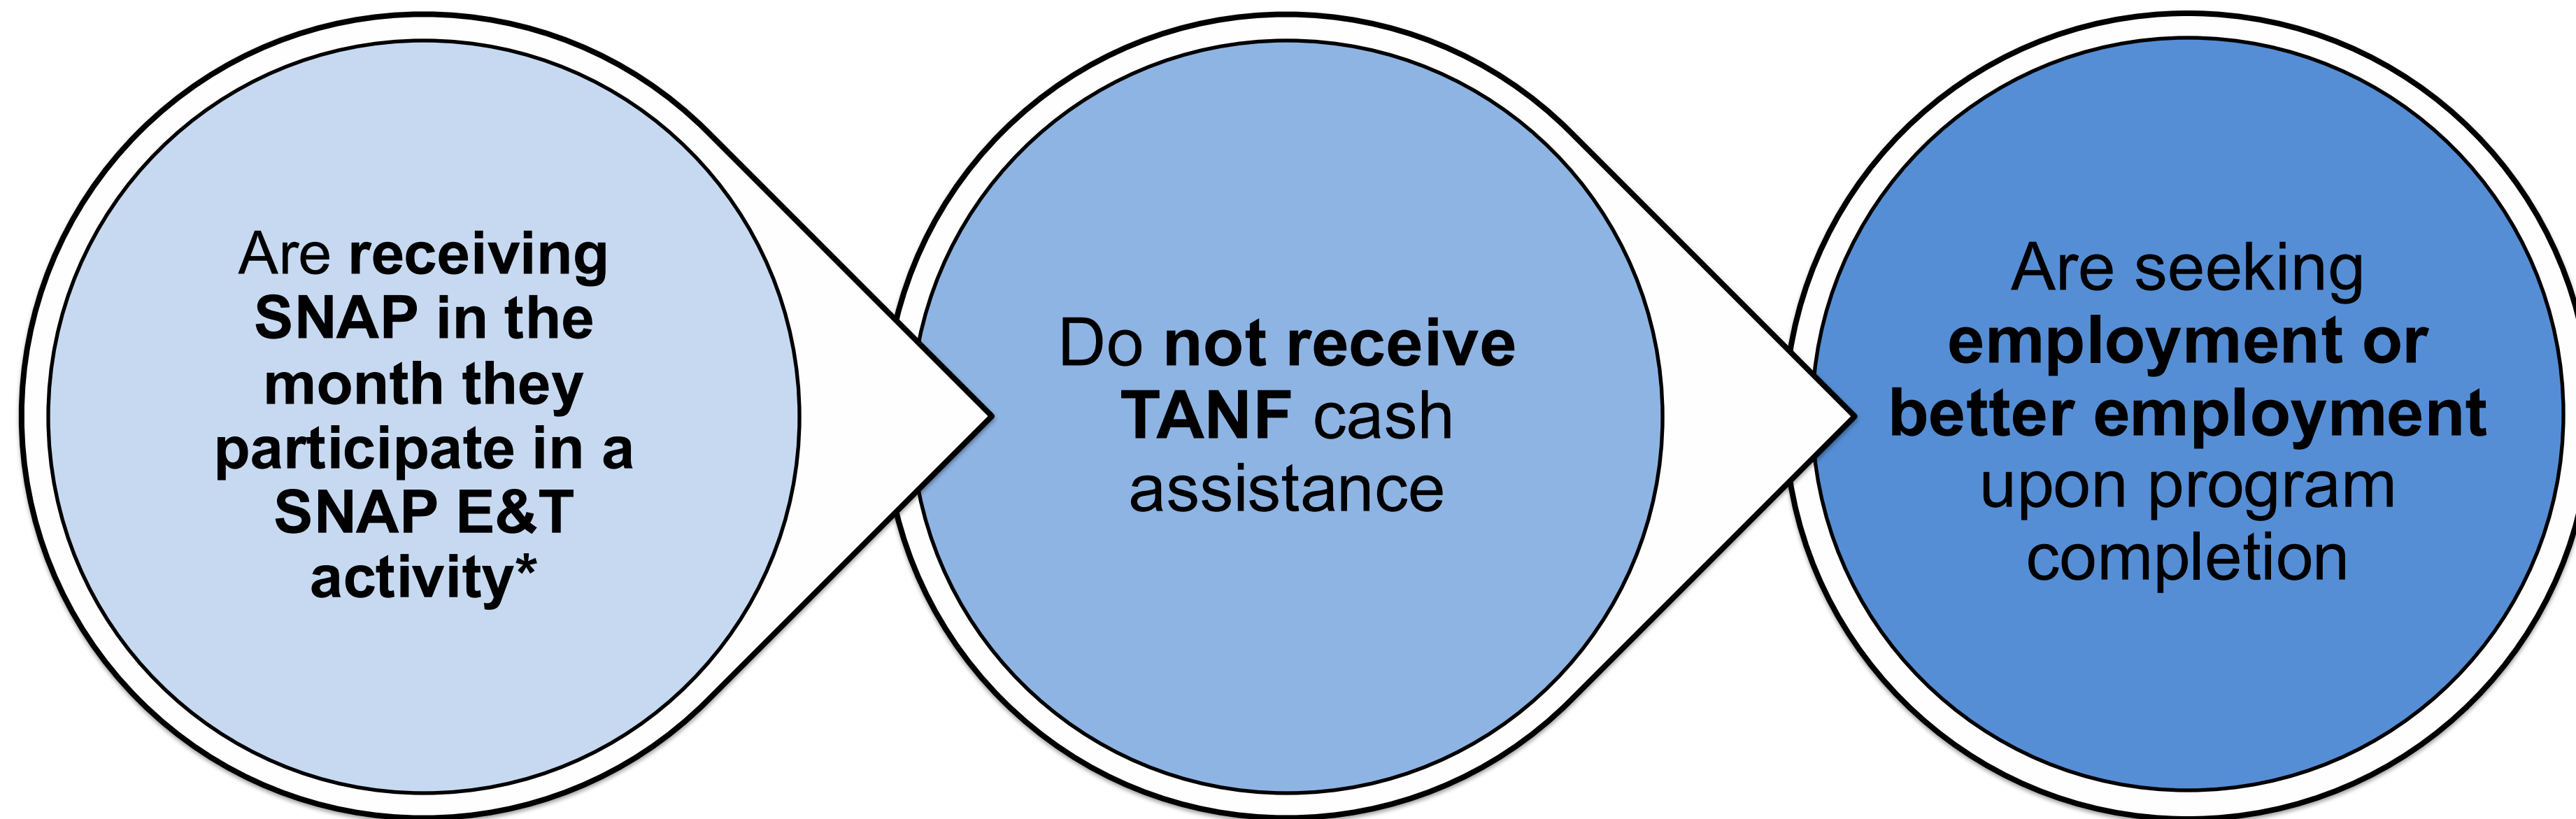 Are receiving
SNAP in the
month they
participate in a
SNAP E&T
activity*
Do not receive
TANF cash
assistance
Are seeking
employment or
better employment
upon program
completion